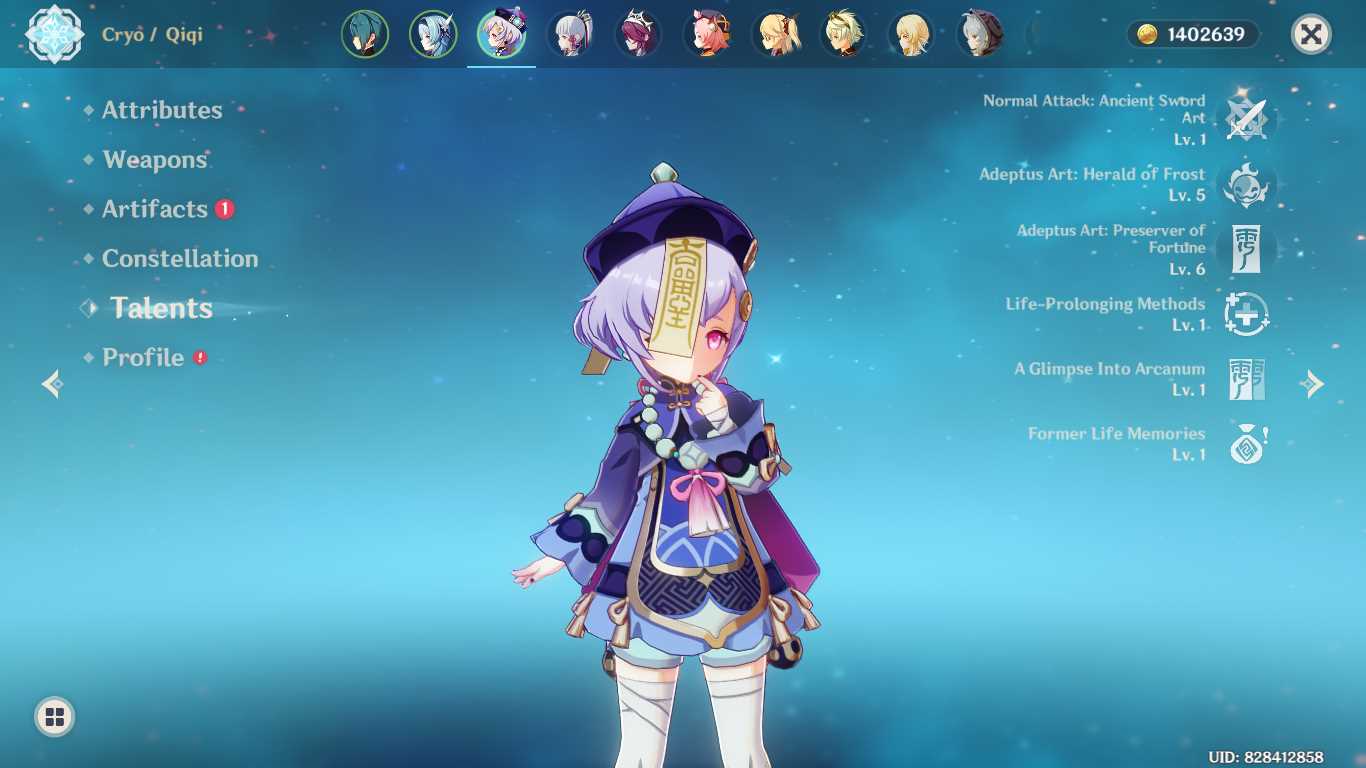 Cryo / Qiqi
1402639
Attributes
Weapons
Artifacts 1
Constellation
Talents
Profile !
Normal Attack: Ancient Sword
Art
Lv. 1
Adeptus Art: Herald of Frost
Lv. 5
Adeptus Art: Preserver of
Fortune
Lv. 6
Life-Prolonging Methods
Lv. 1
A Glimpse Into Arcanum
Lv. 1
Former Life Memories
Lv. 1
UID: 828412858